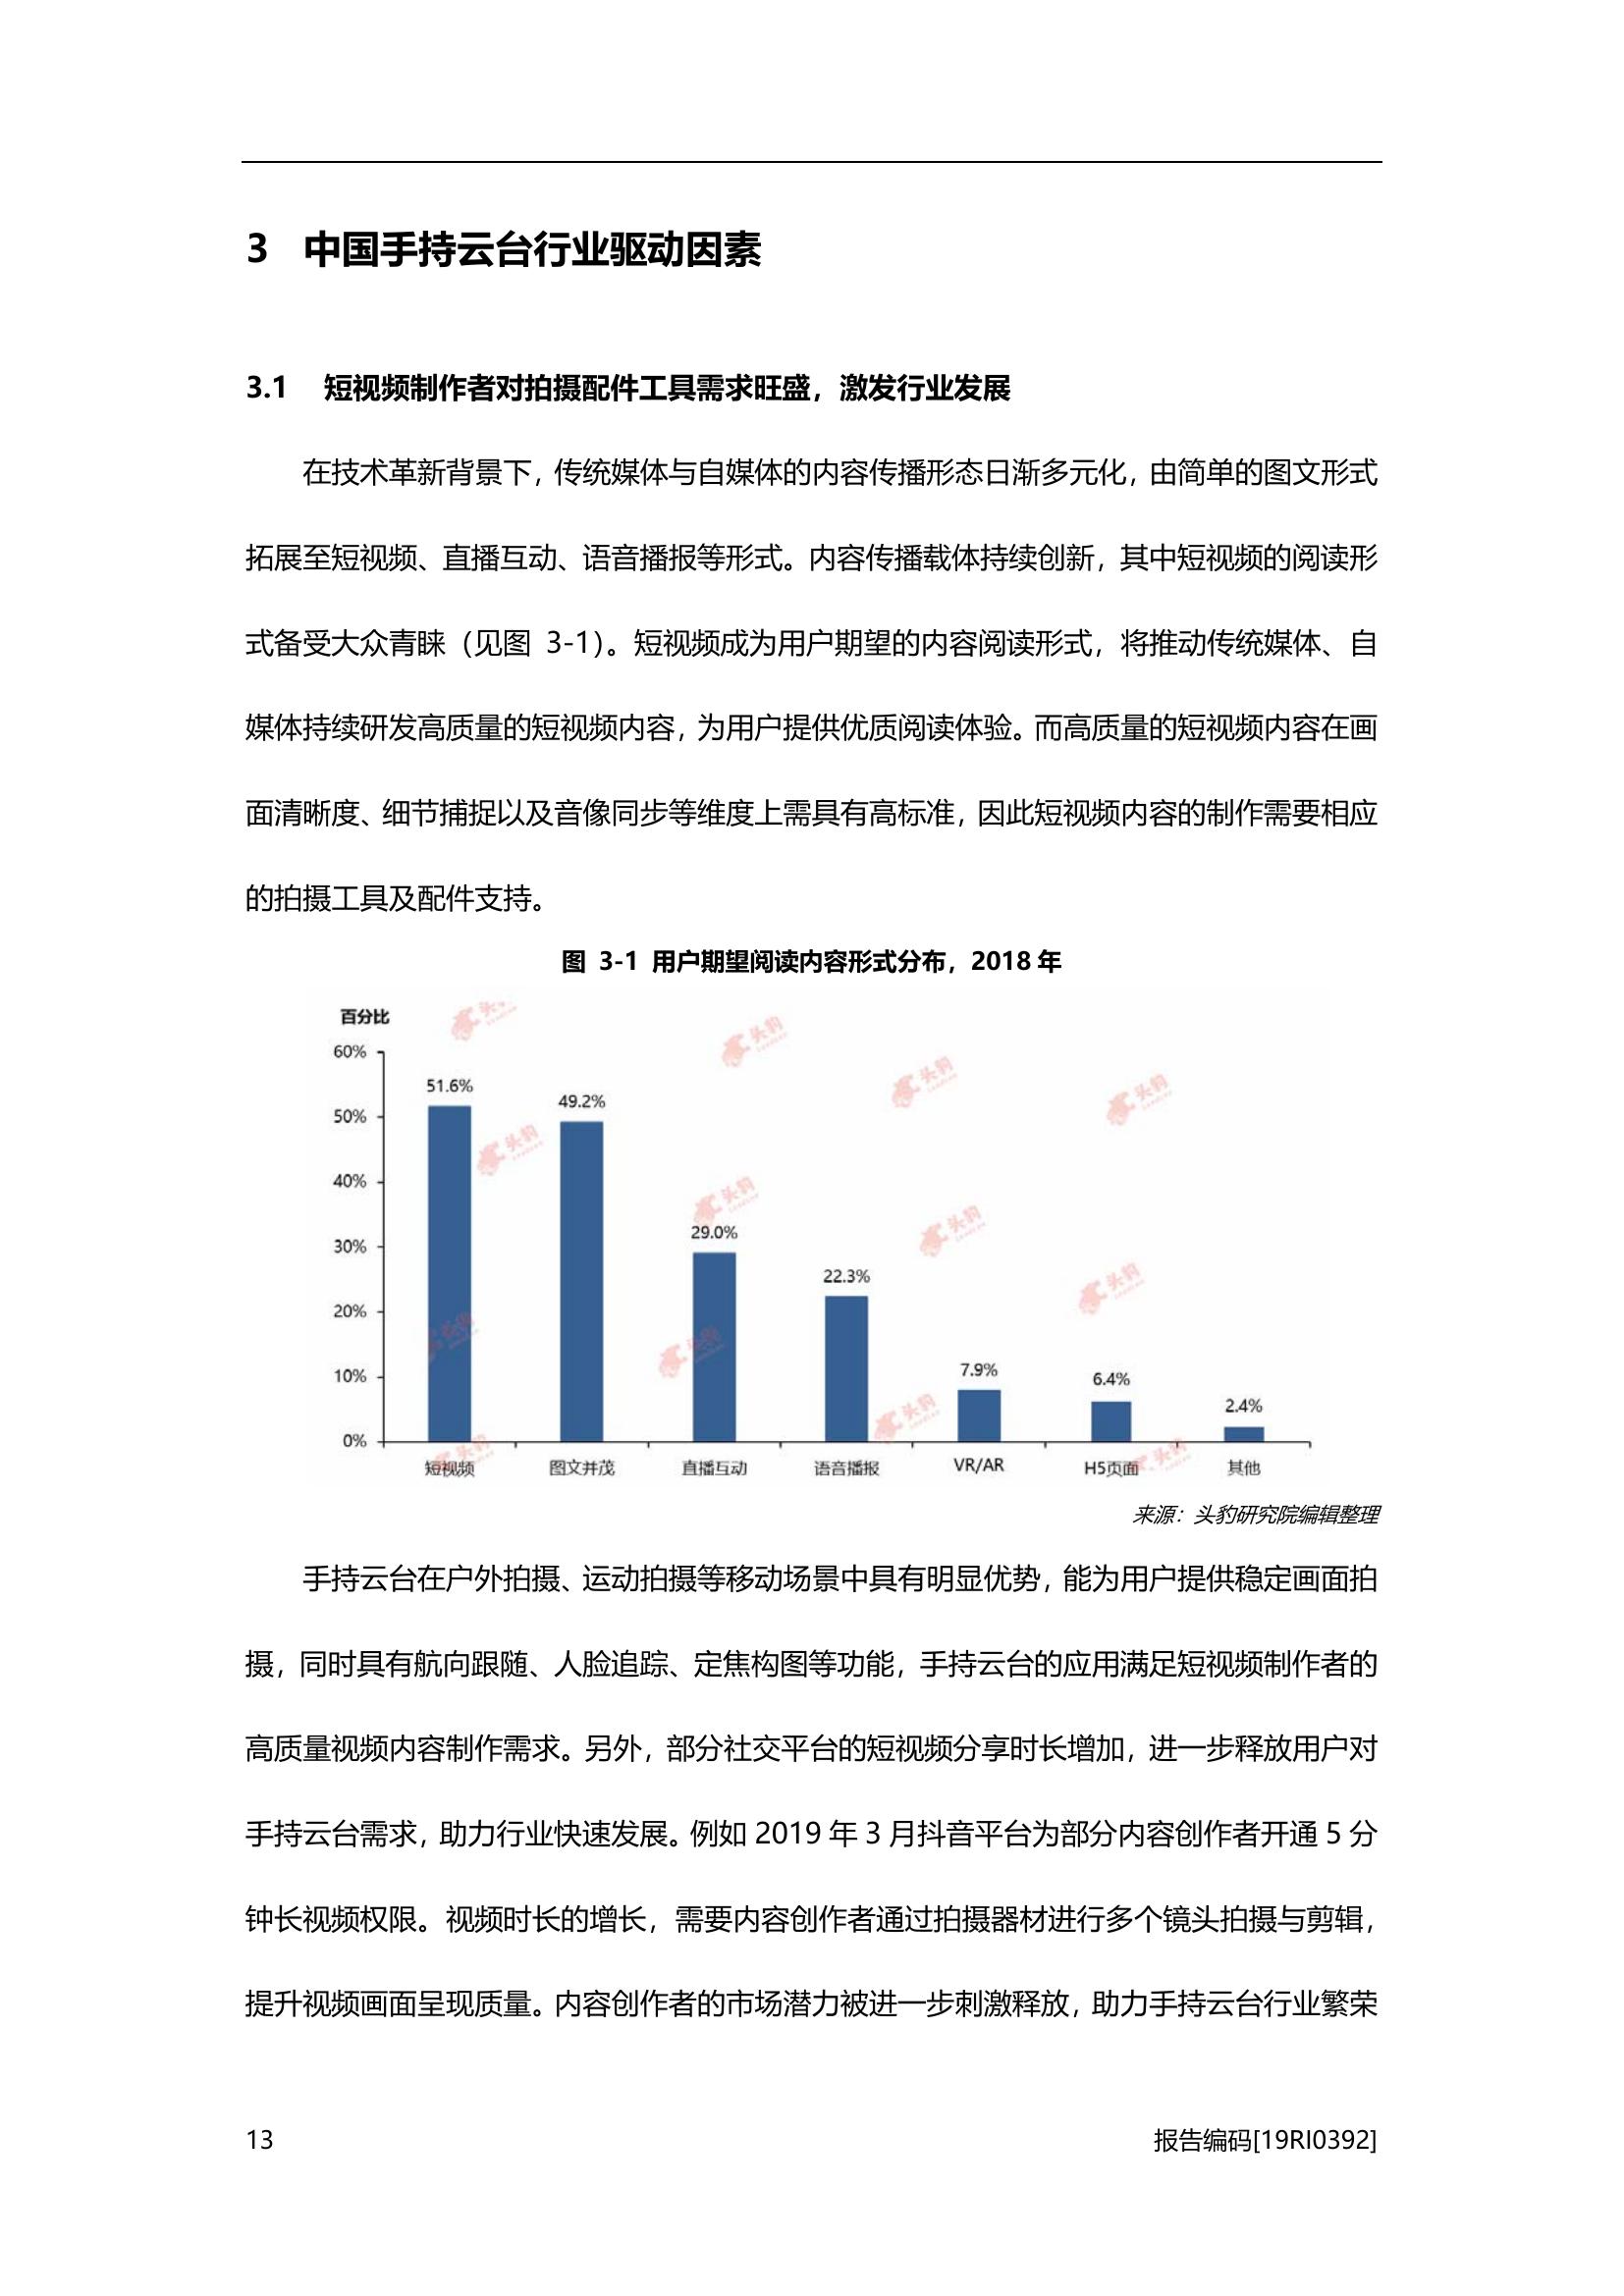 3 中国手持云台行业驱动因素
3.1 短视频制作者对拍摄配件工具需求旺盛，激发行业发展
在技术革新背景下，传统媒体与自媒体的内容传播形态日渐多元化，由简单的图文形式
拓展至短视频、直播互动、语音播报等形式。内容传播载体持续创新，其中短视频的阅读形
式备受大众青睐（见图 3-1）。短视频成为用户期望的内容阅读形式，将推动传统媒体、自
媒体持续研发高质量的短视频内容，为用户提供优质阅读体验。而高质量的短视频内容在画
面清晰度、细节捕捉以及音像同步等维度上需具有高标准，因此短视频内容的制作需要相应
的拍摄工具及配件支持。
图 3-1 用户期望阅读内容形式分布，2018 年
百分比
60%
50%
40%
30%
20%
10%
0%
51.6%
49.2%
29.0%
22.3%
7.9%
6.4%
2.4%
短视频
图文并茂
直播互动
语音播报
VR/AR
H5页面
其他
头豹
来源：头豹研究院编辑整理
手持云台在户外拍摄、运动拍摄等移动场景中具有明显优势，能为用户提供稳定画面拍
摄，同时具有航向跟随、人脸追踪、定焦构图等功能，手持云台的应用满足短视频制作者的
高质量视频内容制作需求。另外，部分社交平台的短视频分享时长增加，进一步释放用户对
手持云台需求，助力行业快速发展。例如 2019 年 3 月抖音平台为部分内容创作者开通 5 分
钟长视频权限。视频时长的增长，需要内容创作者通过拍摄器材进行多个镜头拍摄与剪辑，
提升视频画面呈现质量。内容创作者的市场潜力被进一步刺激释放，助力手持云台行业繁荣
13
报告编码[19RI0392]